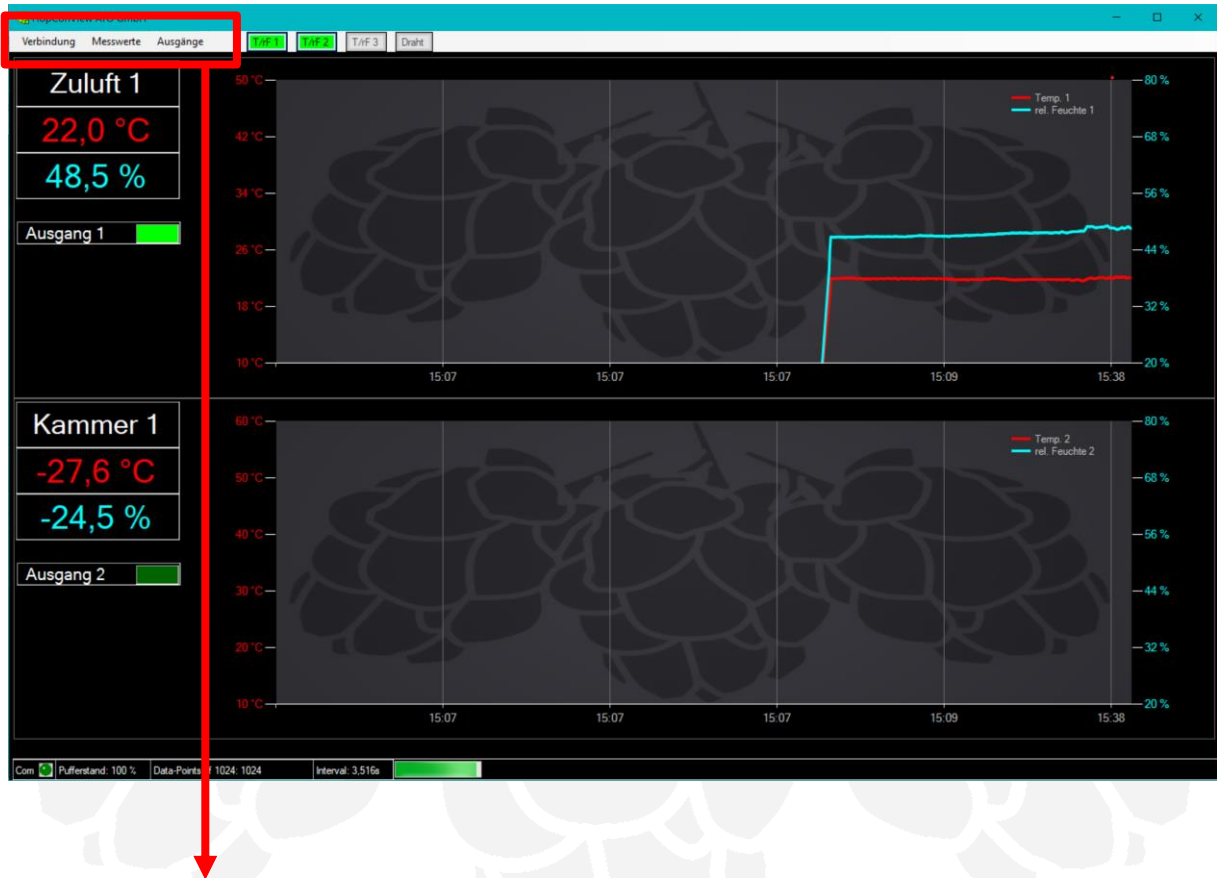 Verbindung Messwerte Ausgänge T/rF 1 T/rF 2 T/rF 3 Draht
Zuluft 1
22,0 °C
48,5 %
Ausgang 1
50 °C
42 °C
34 °C
26 °C
18 °C
10 °C
Temp. 1
rel. Feuchte 1
80 %
68 %
56 %
44 %
32 %
20 %
15:07 15:07 15:07 15:09 15:38
Kammer 1
-27,6 °C
-24,5 %
Ausgang 2
60 °C
50 °C
40 °C
30 °C
20 °C
10 °C
Temp. 2
rel. Feuchte 2
80 %
68 %
56 %
44 %
32 %
20 %
15:07 15:07 15:07 15:09 15:38
Com Pufferstand: 100 % Data-Points 1024: 1024 Interval: 3,516s